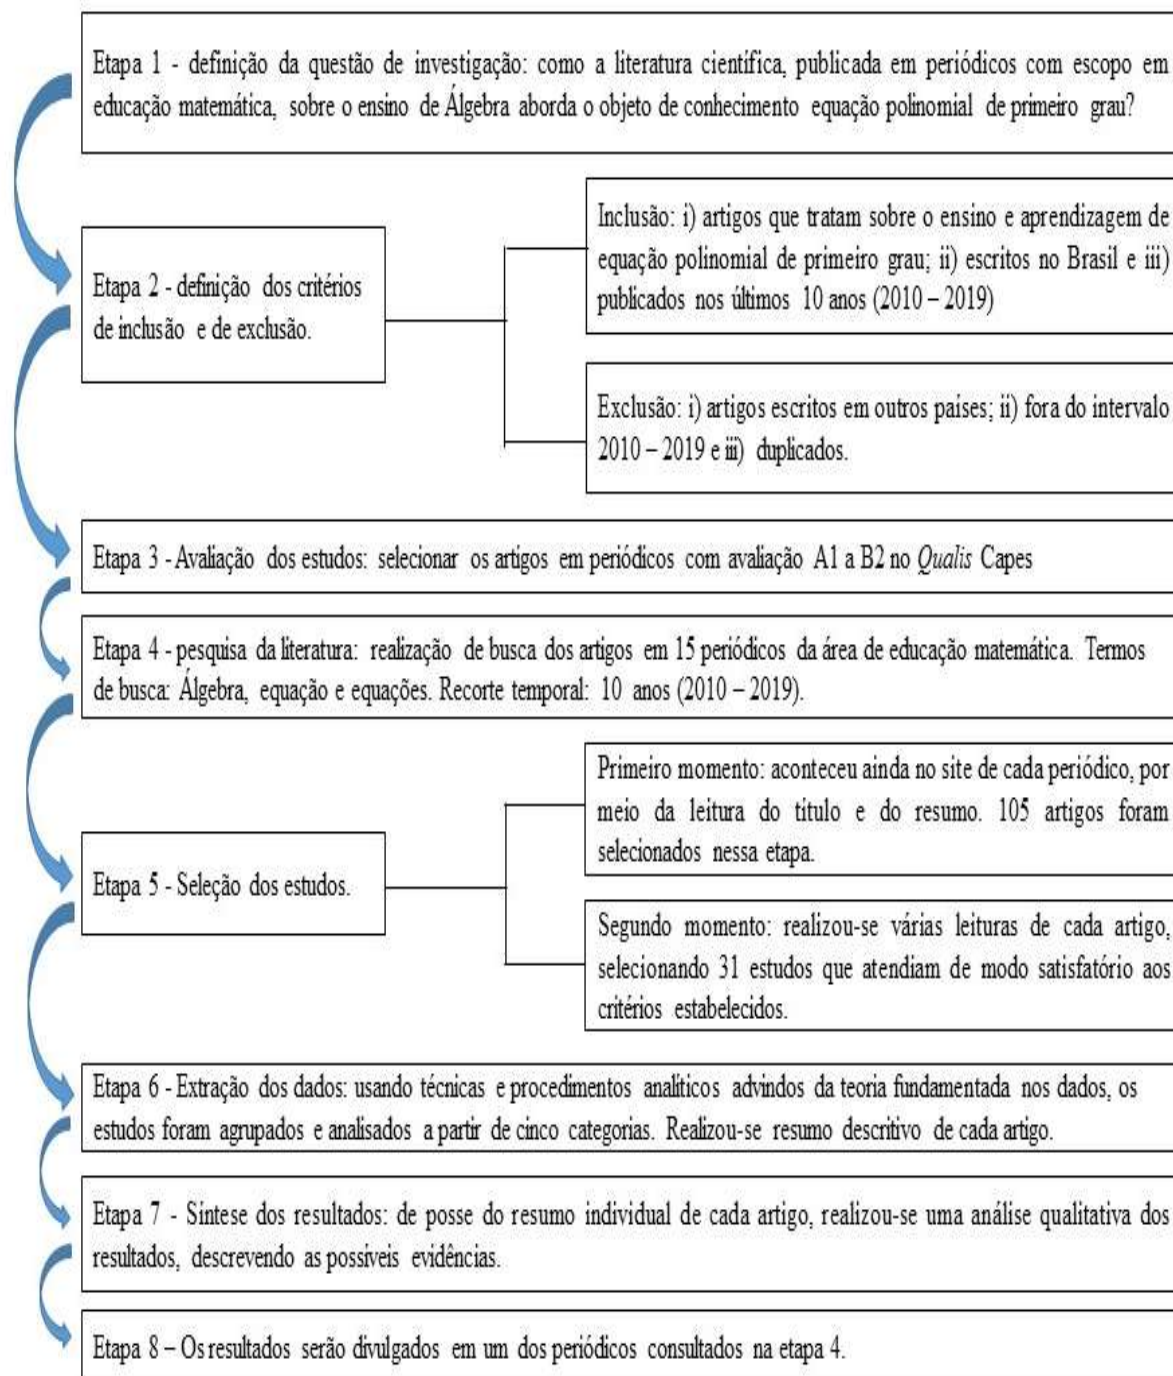 Etapa 1 - definição da questão de investigação: como a literatura científica, publicada em periódicos com escopo em
educação matemática, sobre o ensino de Álgebra aborda o objeto de conhecimento equação polinomial de primeiro grau?
Etapa 2 - definição dos critérios
de inclusão e de exclusão.
Inclusão: i) artigos que tratam sobre o ensino e aprendizagem de
equação polinomial de primeiro grau; ii) escritos no Brasil e iii)
publicados nos últimos 10 anos (2010 – 2019)
Exclusão: i) artigos escritos em outros países; ii) fora do intervalo
2010 – 2019 e iii) duplicados.
Etapa 3 - Avaliação dos estudos: selecionar os artigos em periódicos com avaliação A1 a B2 no Qualis Capes
Etapa 4 - pesquisa da literatura: realização de busca dos artigos em 15 periódicos da área de educação matemática. Termos
de busca: Álgebra, equação e equações. Recorte temporal: 10 anos (2010 – 2019).
Etapa 5 - Seleção dos estudos.
Primeiro momento: aconteceu ainda no site de cada periódico, por
meio da leitura do título e do resumo. 105 artigos foram
selecionados nessa etapa.
Segundo momento: realizou-se várias leituras de cada artigo,
selecionando 31 estudos que atendiam de modo satisfatório aos
critérios estabelecidos.
Etapa 6 - Extração dos dados: usando técnicas e procedimentos analíticos advindos da teoria fundamentada nos dados, os
estudos foram agrupados e analisados a partir de cinco categorias. Realizou-se resumo descritivo de cada artigo.
Etapa 7 - Síntese dos resultados: de posse do resumo individual de cada artigo, realizou-se uma análise qualitativa dos
resultados, descrevendo as possíveis evidências.
Etapa 8 – Os resultados serão divulgados em um dos periódicos consultados na etapa 4.